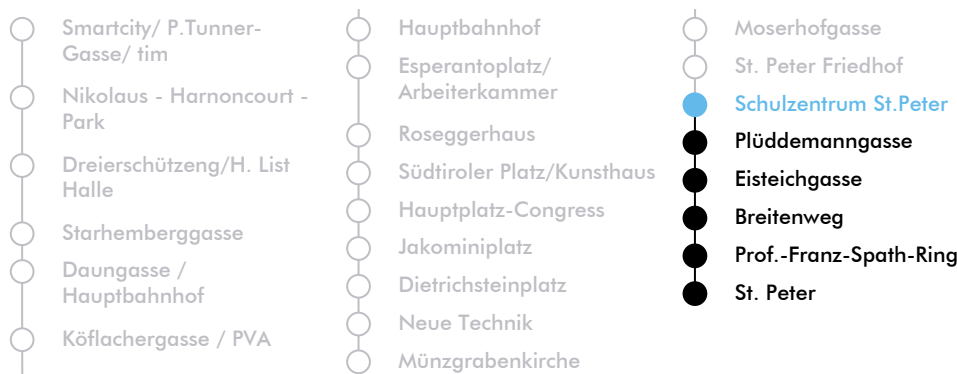 Smartcity/ P.Tunner-
Gasse/ tim
Nikolaus - Harnoncourt -
Park
Dreierschützeng/H. List
Halle
Starhemberggasse
Daungasse /
Hauptbahnhof
Köflachergasse / PVA
Hauptbahnhof
Esperantoplatz/
Arbeiterkammer
Roseggerhaus
Südtiroler Platz/Kunsthaus
Hauptplatz-Congress
Jakominiplatz
Dietrichsteinplatz
Neue Technik
Münzgrabenkirche
Moserhofgasse
St. Peter Friedhof
Schulzentrum St.Peter
Plüddemanngasse
Eisteichgasse
Breitenweg
Prof.-Franz-Spath-Ring
St. Peter